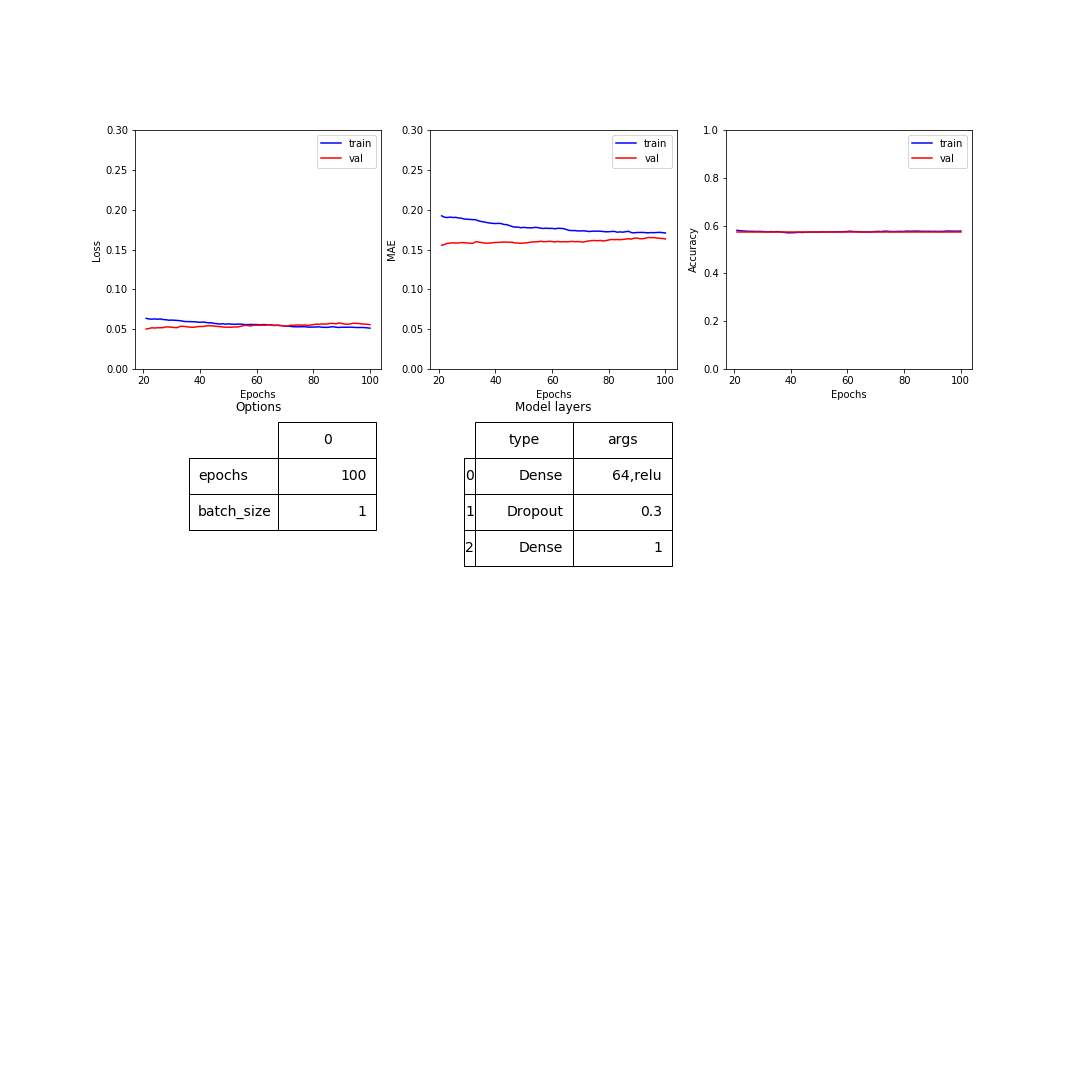 0.30
0.25
0.20
0.15
0.10
0.05
0.00
Loss
20 40 60 80 100
Epochs
train
val
0.30
0.25
0.20
0.15
0.10
0.05
0.00
MAE
20 40 60 80 100
Epochs
train
val
1.0
0.8
0.6
0.4
0.2
0.0
Accuracy
20 40 60 80 100
Epochs
train
val
Options
0
epochs 100
batch_size 1
Model layers
type args
0 Dense 64,relu
1 Dropout 0.3
2 Dense 1